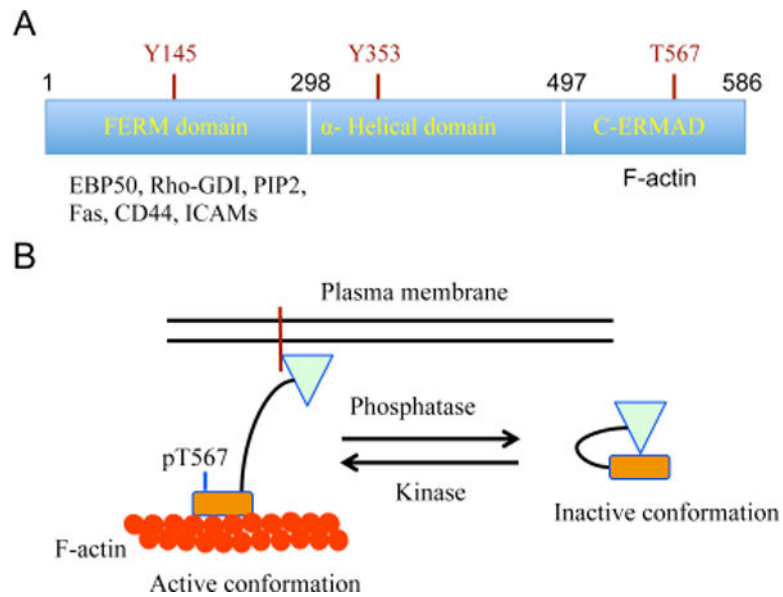 A
Y145 Y353 T567
1 298 497 586
FERM domain α- Helical domain C-ERMAD
EBP50, Rho-GDI, PIP2,
Fas, CD44, ICAMs
F-actin
B
Plasma membrane
Phosphatase
pT567
Kinase
Inactive conformation
F-actin
Active conformation